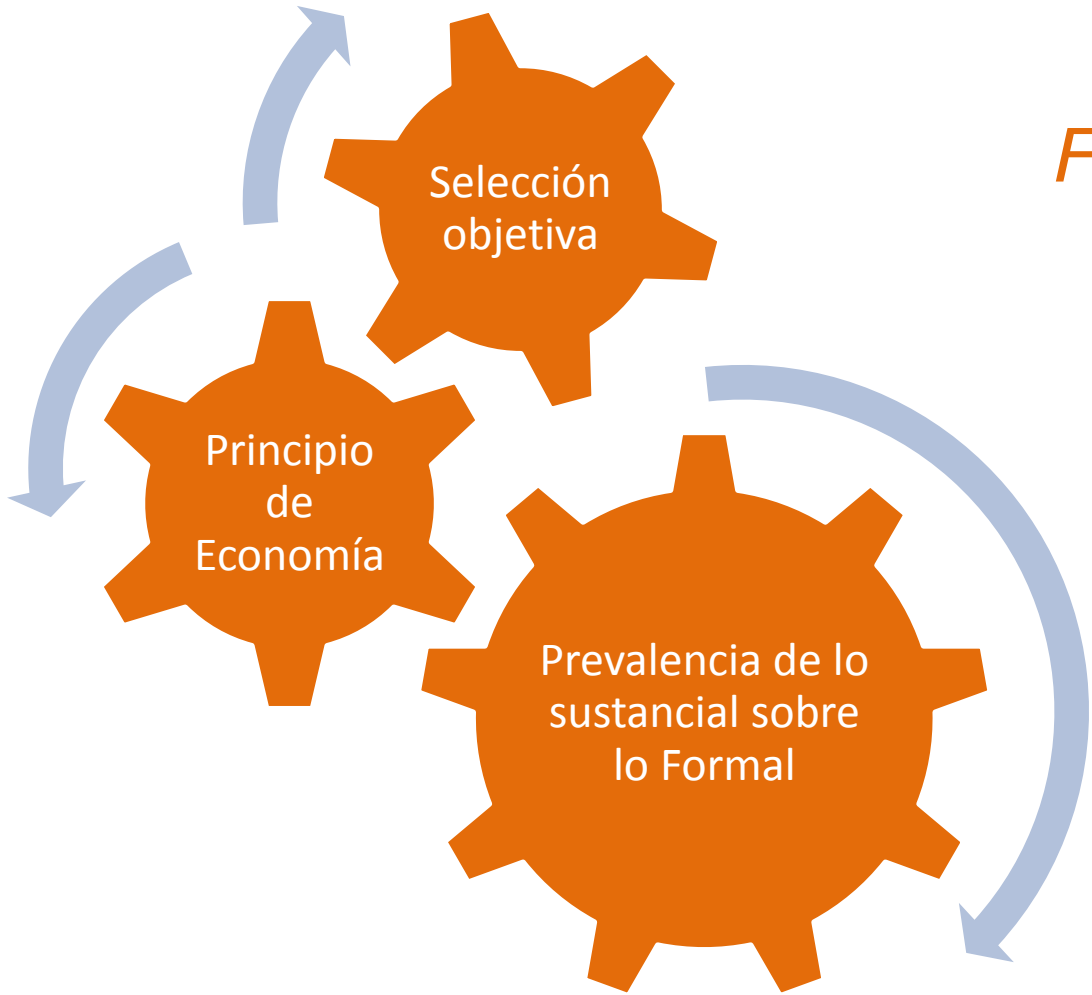 F
Selección
objetiva
Principio
de
Economía
Prevalencia de lo
sustancial sobre
lo Formal